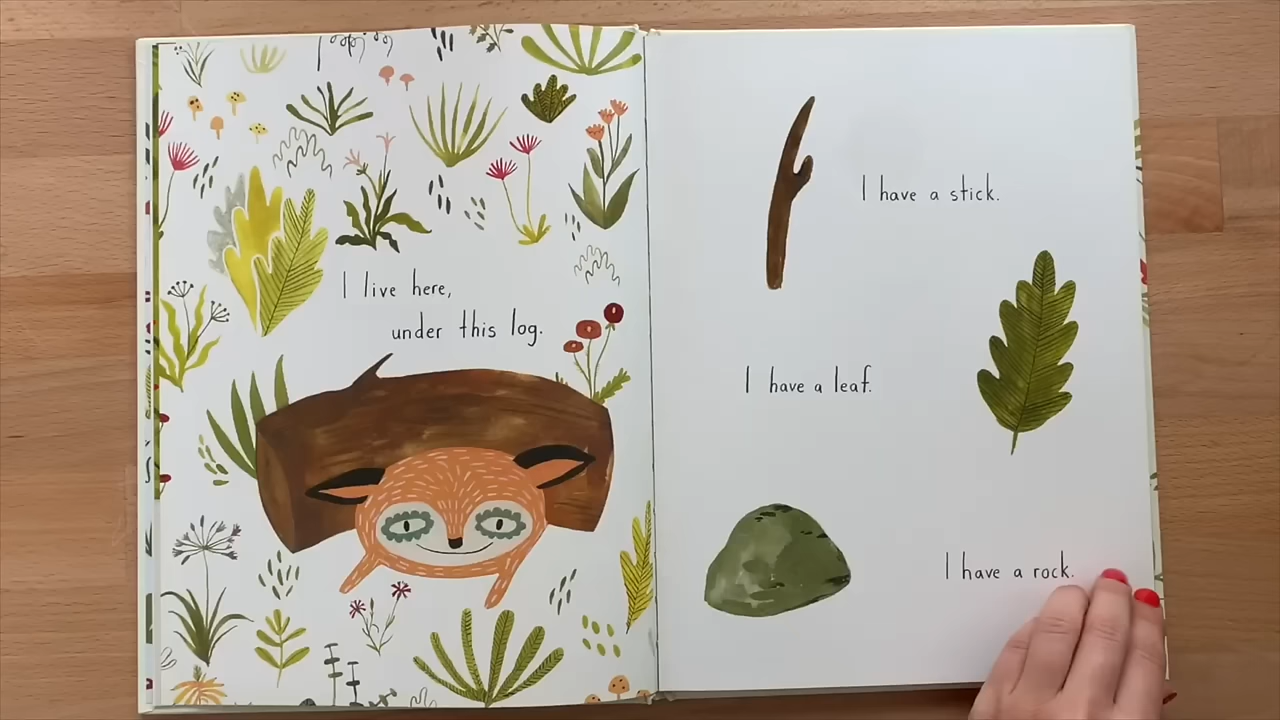 I live here,
under this log.
I have a stick.
I have a leaf.
I have a rock.